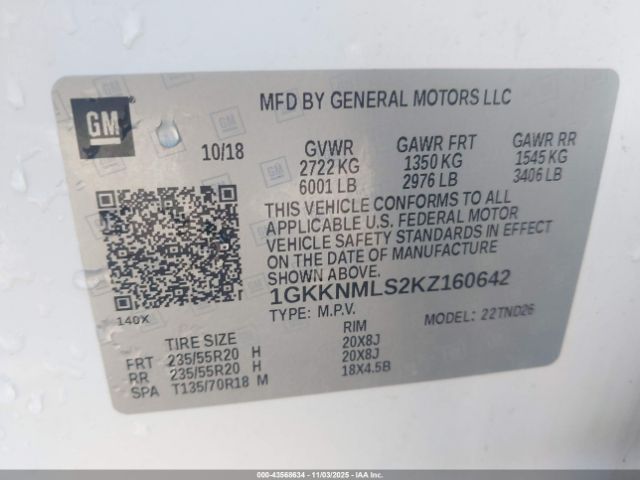 GM
MFD BY GENERAL MOTORS LLC
10/18 GVWR GAWR FRT GAWR RR
2722 KG 1350 KG 1545 KG
6001 LB 2976 LB 3406 LB
THIS VEHICLE CONFORMS TO ALL
APPLICABLE U.S. FEDERAL MOTOR
VEHICLE SAFETY STANDARDS IN EFFECT
ON THE DATE OF MANUFACTURE
SHOWN ABOVE.
1GKKNMLS2KZ160642
140X TYPE: M.P.V. MODEL: 22TND26
TIRE SIZE RIM
FRT 235/55R20 H 20X8J
RR 235/55R20 H 20X8J
SPA T135/70R18 M 18X4.5B
000-43568634 - 11/03/2025 - IAA, Inc.